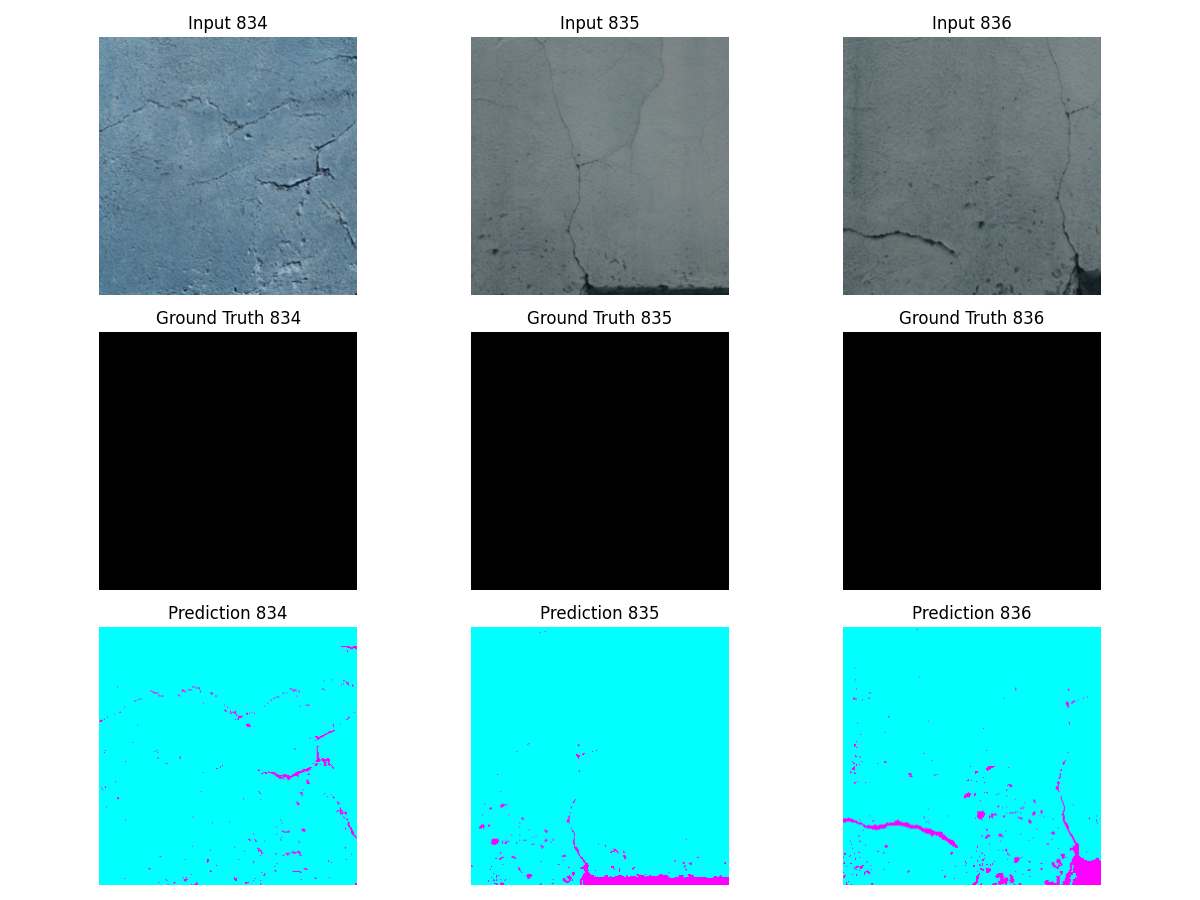 Input 834
Input 835
Input 836
Ground Truth 834
Ground Truth 835
Ground Truth 836
Prediction 834
Prediction 835
Prediction 836